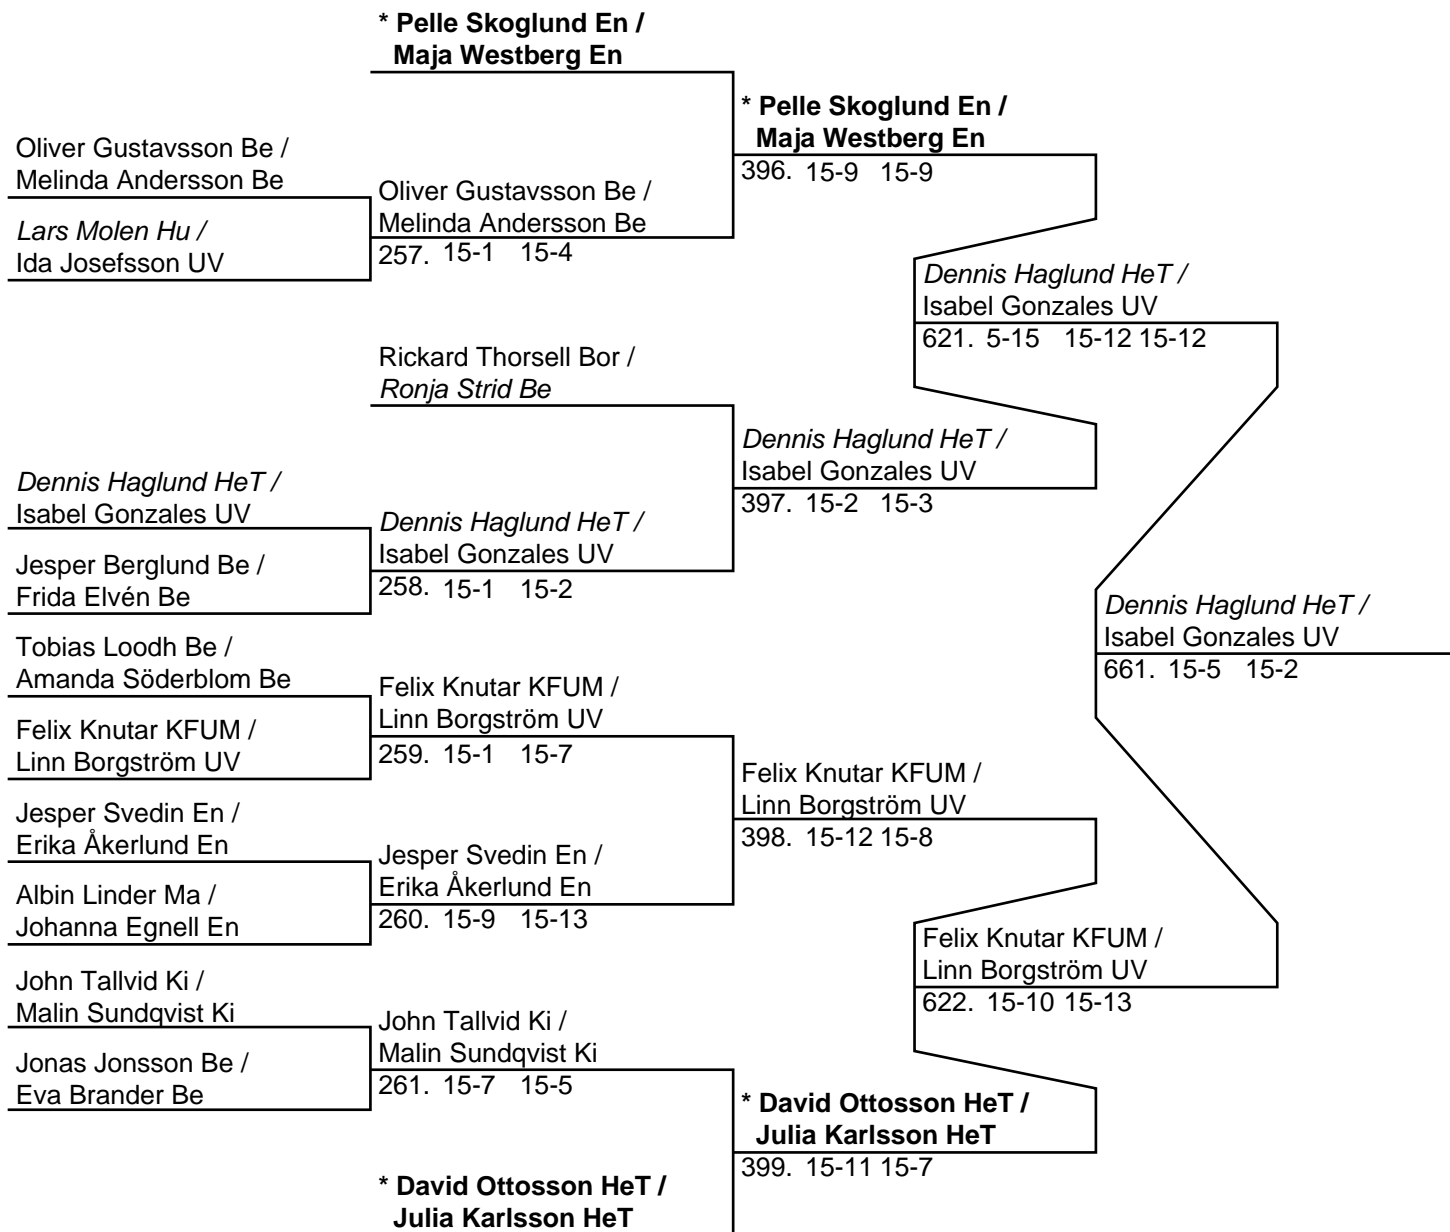 * Pelle Skoglund En /
Maja Westberg En
Oliver Gustavsson Be /
Melinda Andersson Be
Lars Molen Hu /
Ida Josefsson UV
Oliver Gustavsson Be /
Melinda Andersson Be
257. 15-1 15-4
* Pelle Skoglund En /
Maja Westberg En
396. 15-9 15-9
Rickard Thorsell Bor /
Ronja Strid Be
Dennis Haglund HeT /
Isabel Gonzales UV
Jesper Berglund Be /
Frida Elvén Be
Dennis Haglund HeT /
Isabel Gonzales UV
258. 15-1 15-2
Dennis Haglund HeT /
Isabel Gonzales UV
397. 15-2 15-3
Dennis Haglund HeT /
Isabel Gonzales UV
621. 5-15 15-12 15-12
Tobias Loodh Be /
Amanda Söderblom Be
Felix Knutar KFUM /
Linn Borgström UV
Felix Knutar KFUM /
Linn Borgström UV
259. 15-1 15-7
Jesper Svedin En /
Erika Åkerlund En
Albin Linder Ma /
Johanna Egnell En
Jesper Svedin En /
Erika Åkerlund En
260. 15-9 15-13
Felix Knutar KFUM /
Linn Borgström UV
398. 15-12 15-8
John Tallvid Ki /
Malin Sundqvist Ki
Jonas Jonsson Be /
Eva Brander Be
John Tallvid Ki /
Malin Sundqvist Ki
261. 15-7 15-5
* David Ottosson HeT /
Julia Karlsson HeT
* David Ottosson HeT /
Julia Karlsson HeT
399. 15-11 15-7
Felix Knutar KFUM /
Linn Borgström UV
622. 15-10 15-13
Dennis Haglund HeT /
Isabel Gonzales UV
661. 15-5 15-2